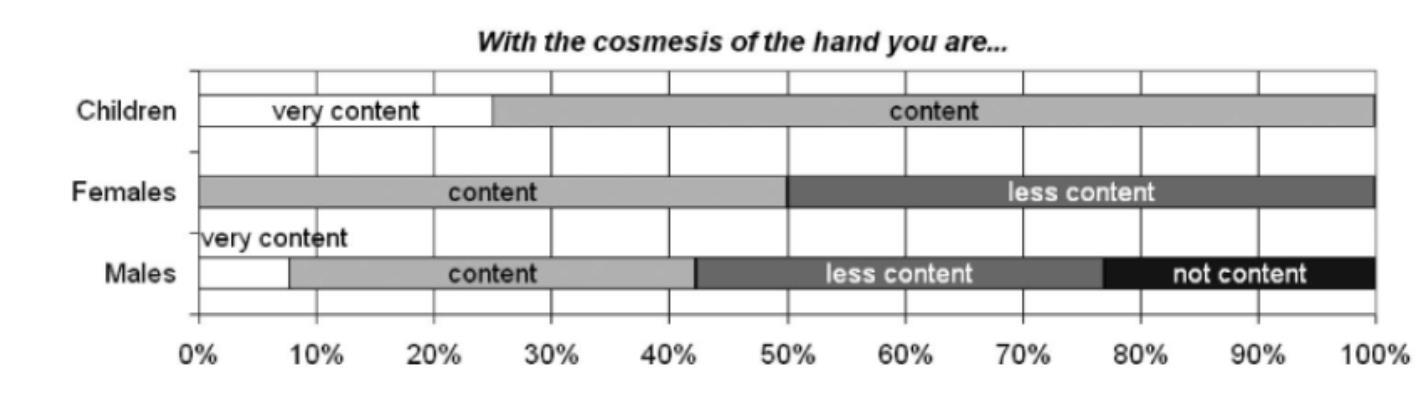 With the cosmesis of the hand you are...
Children
very content
content
Females
content
less content
very content
Males
content
less content
not content
0% 10% 20% 30% 40% 50% 60% 70% 80% 90% 100%